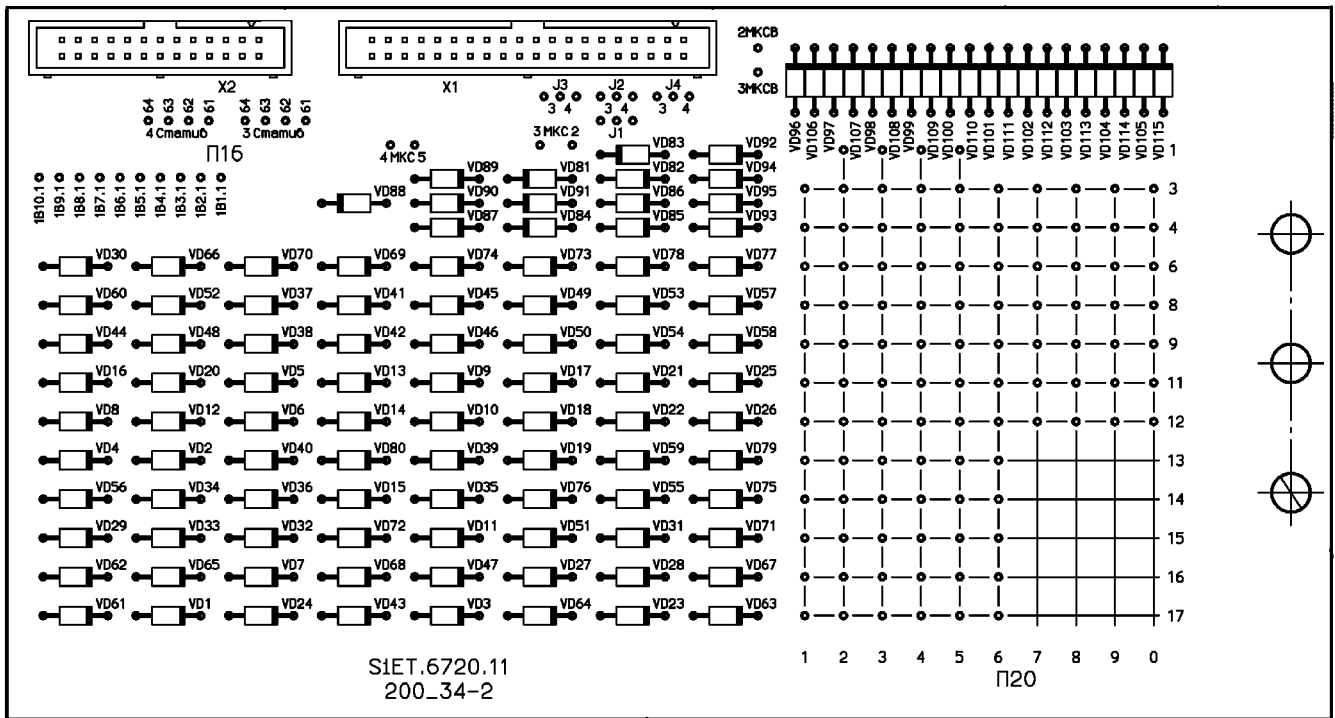 2МКСВ
3МКСВ
X2
X1
J3 J2 J4
3 4 3 4 3 4
J1
64 63 62 61
4 Статив
64 63 62 61
3 Статив
П16
4 МКС 5
3 МКС 2
VD96 VD106 VD97 VD107 VD98 VD108 VD99 VD109 VD100 VD110 VD101 VD111 VD102 VD112 VD103 VD113 VD104 VD114 VD105 VD115
1B10.1 1B9.1 1B8.1 1B7.1 1B6.1 1B5.1 1B4.1 1B3.1 1B2.1 1B1.1
VD83 VD92
VD89 VD81 VD82 VD94
VD88 VD90 VD91 VD86 VD95
VD87 VD84 VD85 VD93
VD30 VD66 VD70 VD69 VD74 VD73 VD78 VD77
VD60 VD52 VD37 VD41 VD45 VD49 VD53 VD57
VD44 VD48 VD38 VD42 VD46 VD50 VD54 VD58
VD16 VD20 VD5 VD13 VD9 VD17 VD21 VD25
VD8 VD12 VD6 VD14 VD10 VD18 VD22 VD26
VD4 VD2 VD40 VD80 VD39 VD19 VD59 VD79
VD56 VD34 VD36 VD15 VD35 VD76 VD55 VD75
VD29 VD33 VD32 VD72 VD11 VD51 VD31 VD71
VD62 VD65 VD7 VD68 VD47 VD27 VD28 VD67
VD61 VD1 VD24 VD43 VD3 VD64 VD23 VD63
1
3
4
6
8
9
11
12
13
14
15
16
17
1 2 3 4 5 6 7 8 9 0
П20
S1ET.6720.11
200_34-2